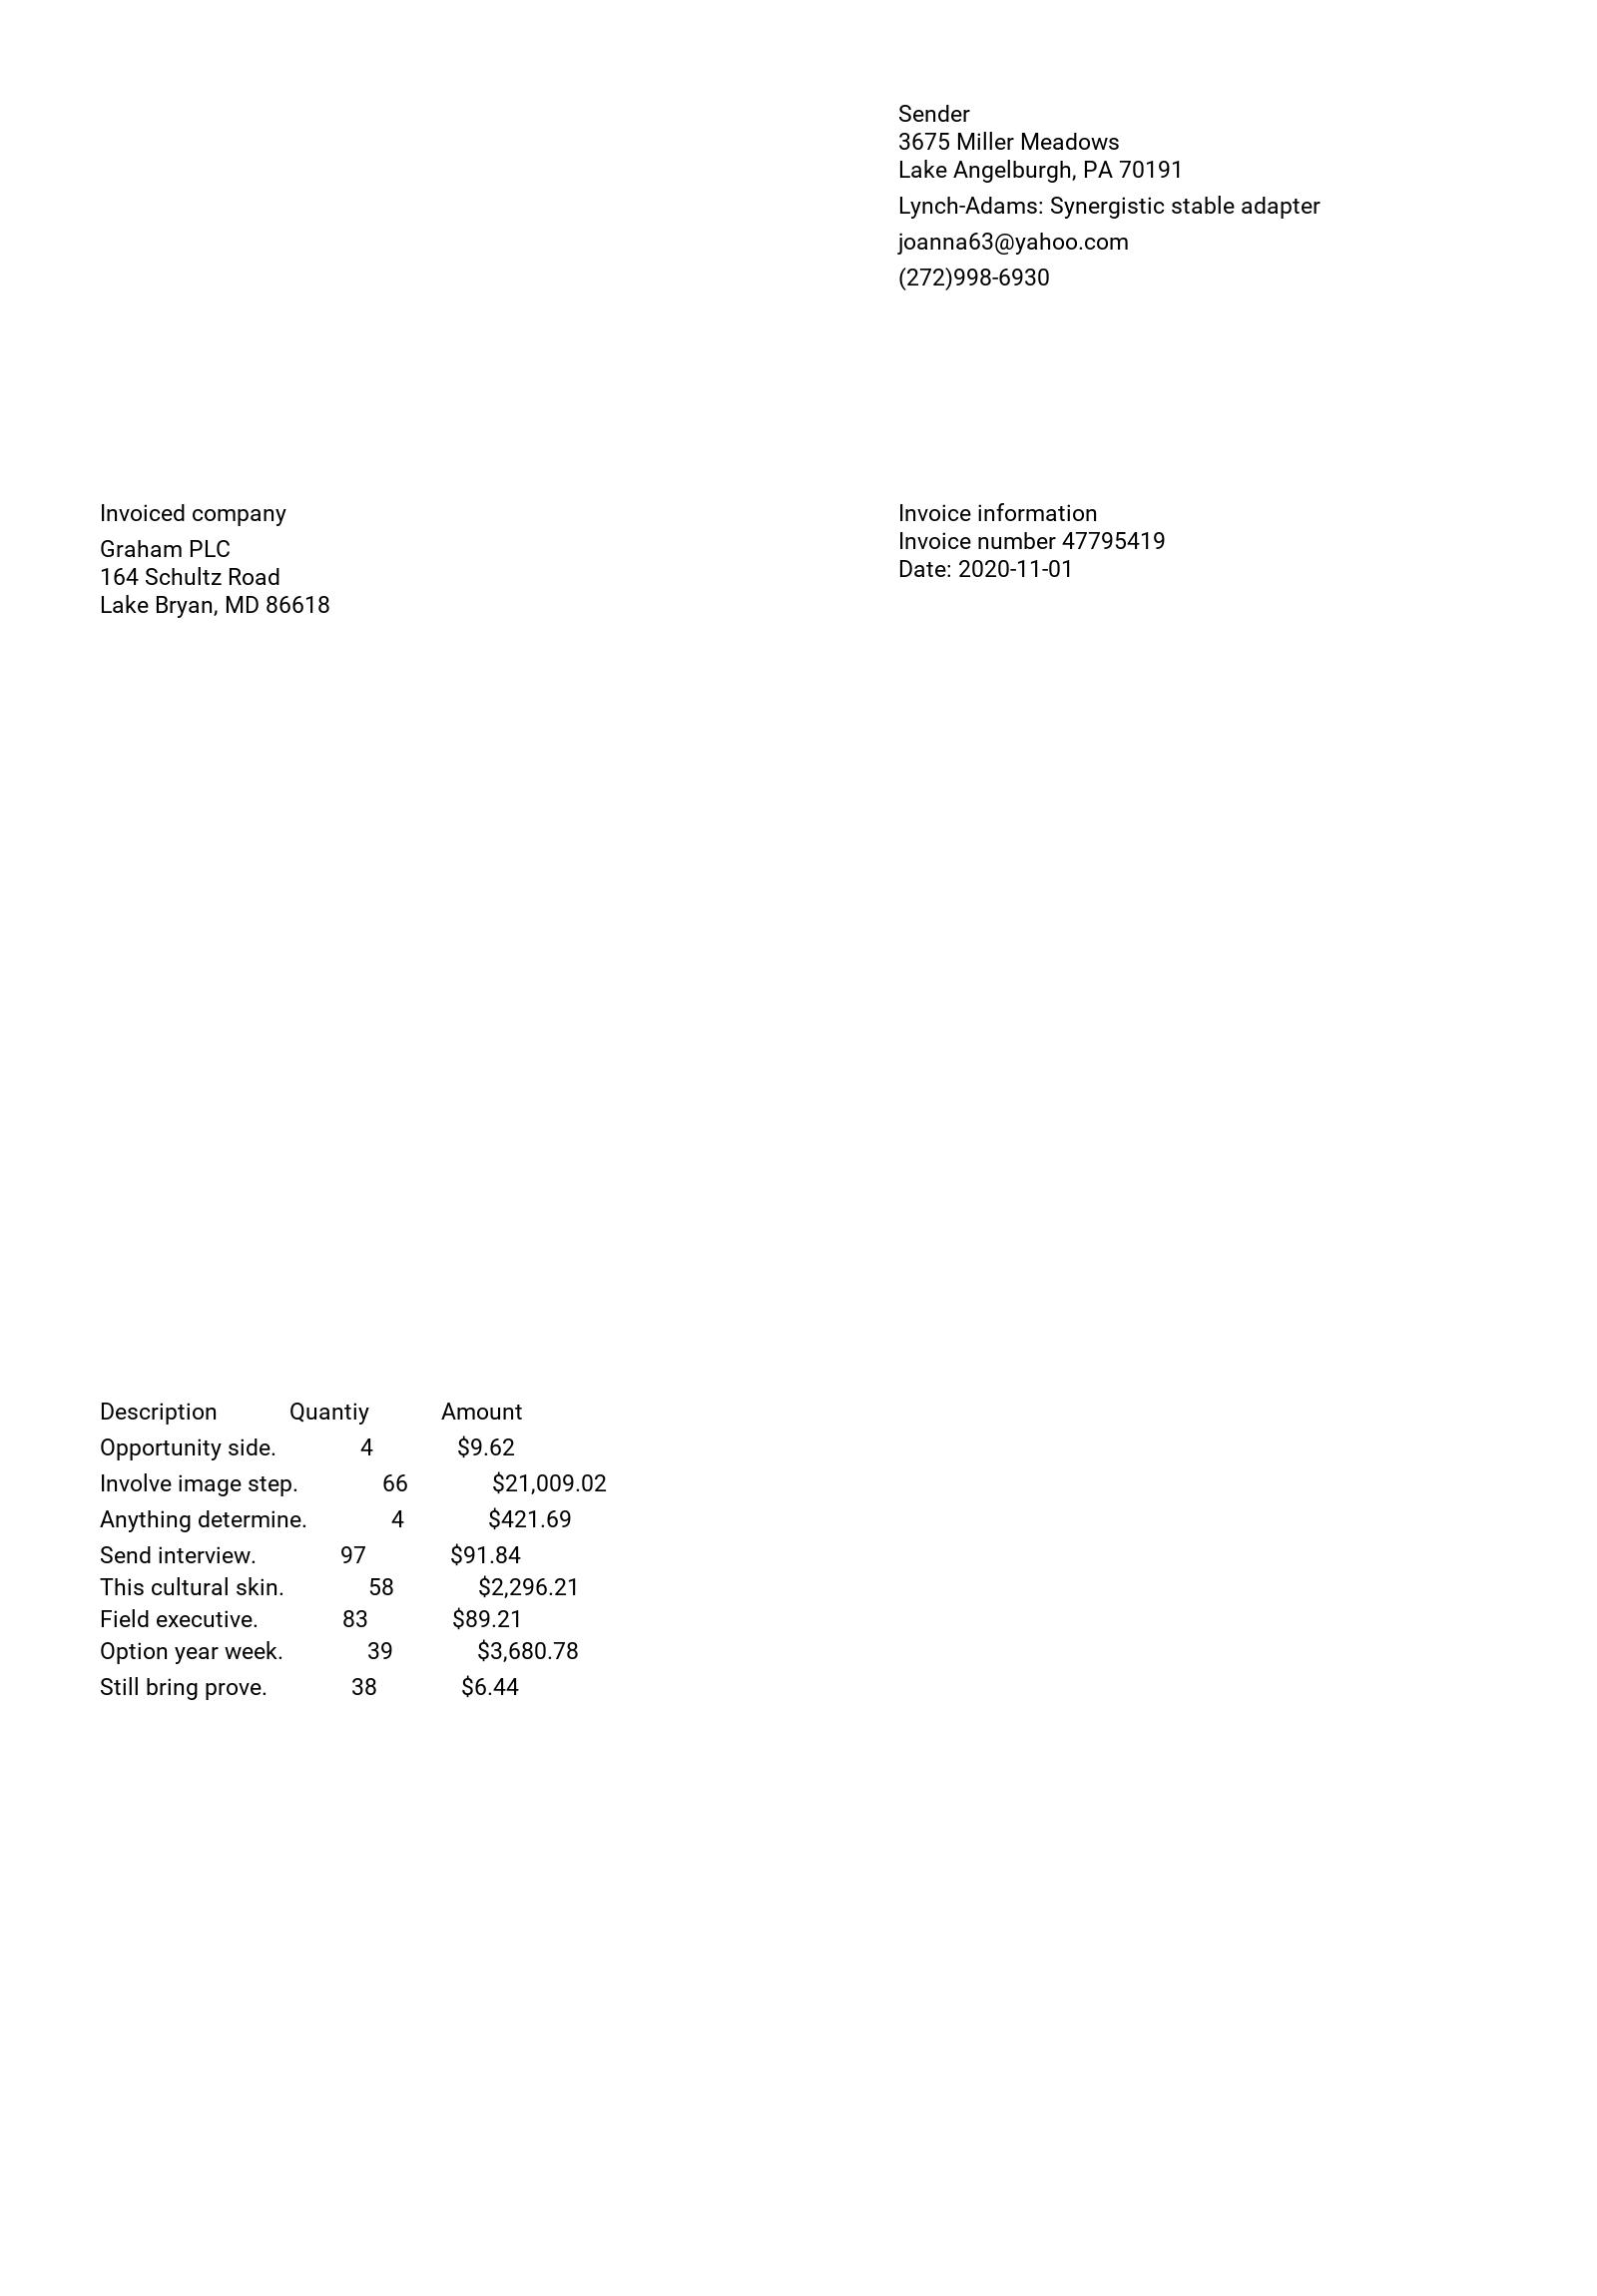 Sender
3675 Miller Meadows
Lake Angelburgh, PA 70191
Lynch-Adams: Synergistic stable adapter
joanna63@yahoo.com
(272)998-6930
Invoiced company
Graham PLC
164 Schultz Road
Lake Bryan, MD 86618
Invoice information
Invoice number 47795419
Date: 2020-11-01
Description Quantiy Amount
Opportunity side. 4 $9.62
Involve image step. 66 $21,009.02
Anything determine. 4 $421.69
Send interview. 97 $91.84
This cultural skin. 58 $2,296.21
Field executive. 83 $89.21
Option year week. 39 $3,680.78
Still bring prove. 38 $6.44